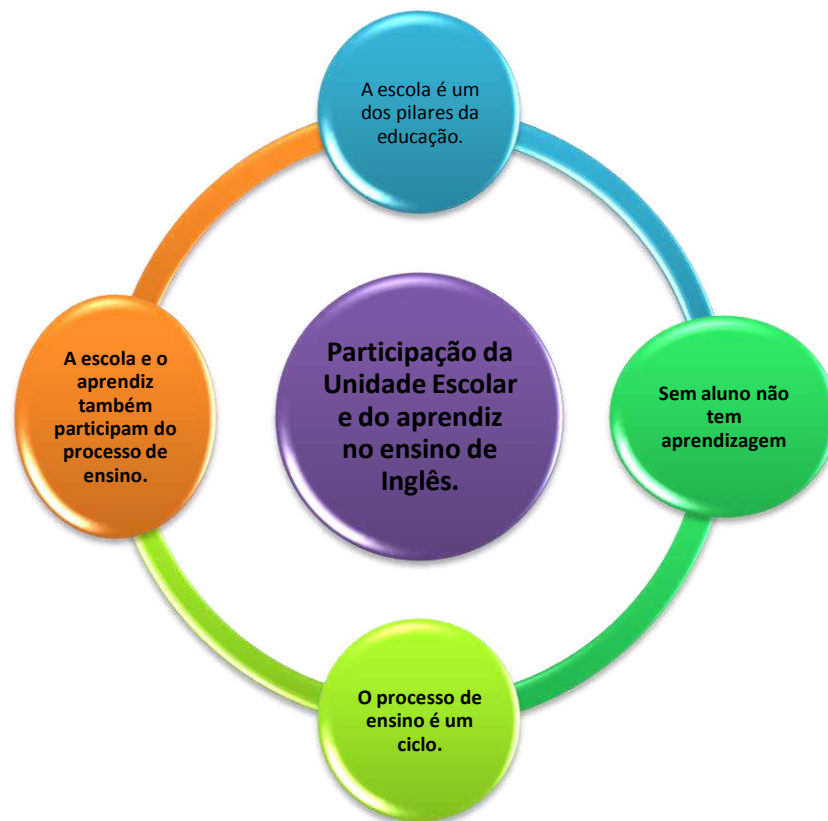 A escola é um
dos pilares da
educação.
A escola e o
aprendiz
também
participam do
processo de
ensino.
Participação da
Unidade Escolar
e do aprendiz
no ensino de
Inglês.
Sem aluno não
tem
aprendizagem
O processo de
ensino é um
ciclo.